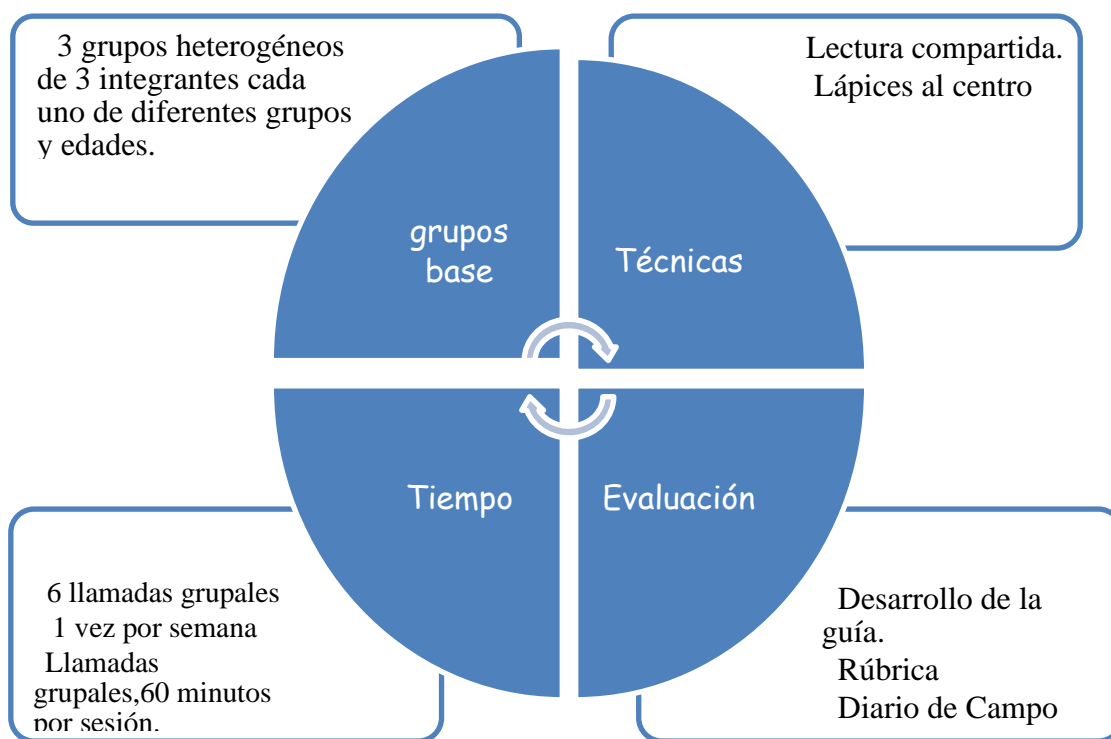 3 grupos heterogéneos
de 3 integrantes cada
uno de diferentes grupos
y edades.
Lectura compartida.
Lápices al centro
grupos
base
Técnicas
Tiempo
Evaluación
6 llamadas grupales
1 vez por semana
Llamadas
grupales,60 minutos
por sesión.
Desarrollo de la
guía.
Rúbrica
Diario de Campo